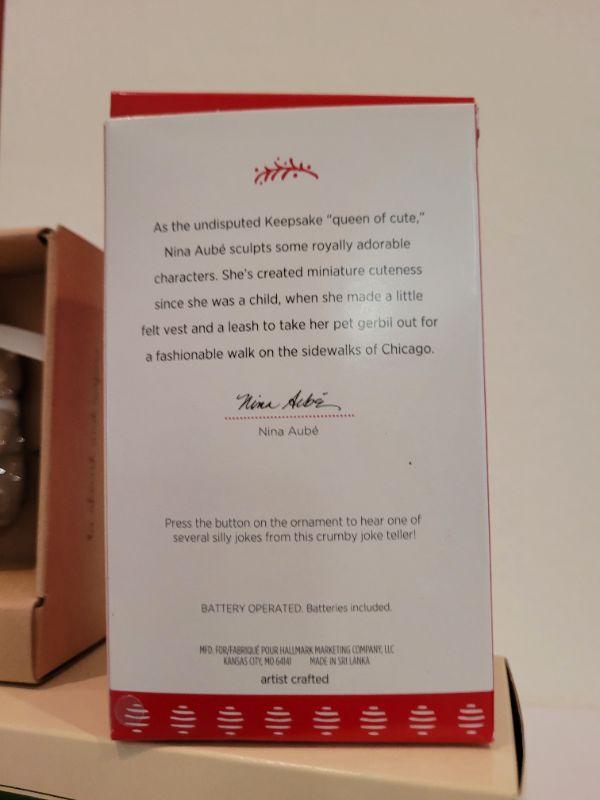 As the undisputed Keepsake "queen of cute,"
Nina Aubé sculpts some royally adorable
characters. She's created miniature cuteness
since she was a child, when she made a little
felt vest and a leash to take her pet gerbil out for
a fashionable walk on the sidewalks of Chicago.
Nina Aubé
Nina Aubé
Press the button on the ornament to hear one of
several silly jokes from this crumby joke teller!
BATTERY OPERATED. Batteries included.
MFD. FOR/FABRIQUÉ POUR HALLMARK MARKETING COMPANY, LLC
KANSAS CITY, MO 64141 MADE IN SRI LANKA
artist crafted